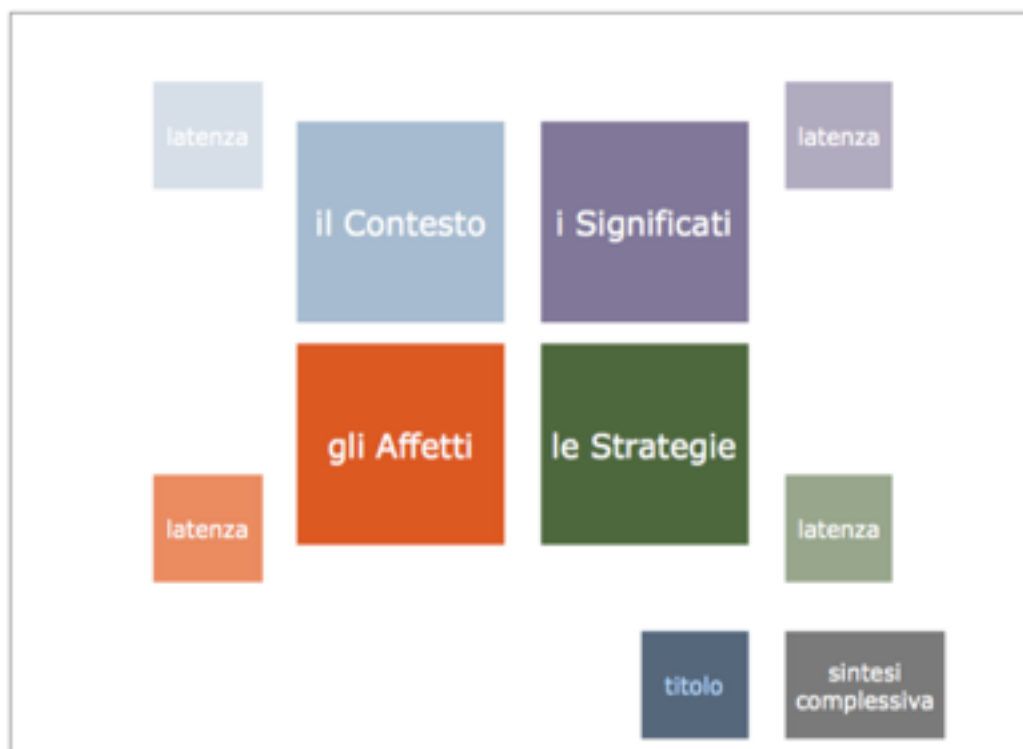 latenza
latenza
il Contesto
i Significati
gli Affetti
le Strategie
latenza
latenza
titolo
sintesi
complessiva